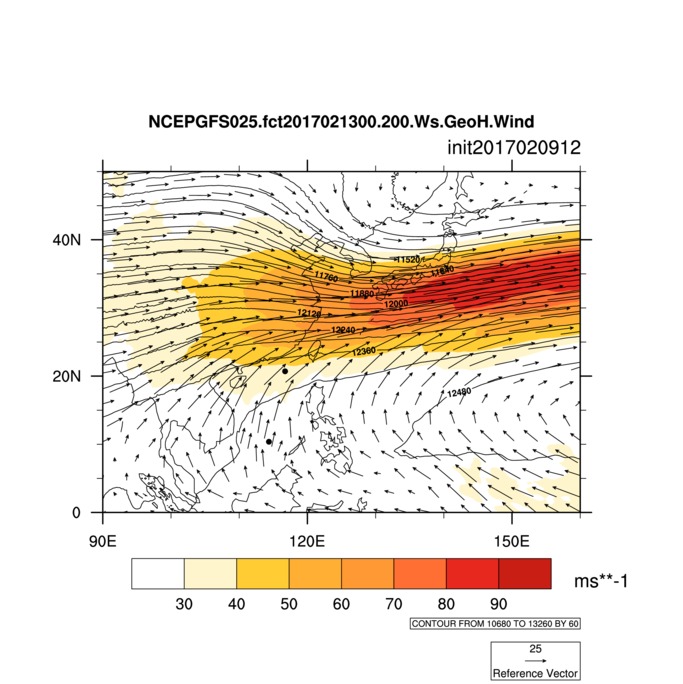 NCEPGFS025.fct2017021300.200.Ws.GeoH.Wind
init2017020912
40N
11520
11640
11760
11880
12000
12120
12240
12360
20N
12480
0
90E 120E 150E
ms**-1
30 40 50 60 70 80 90
CONTOUR FROM 10680 TO 13260 BY 60
25
Reference Vector